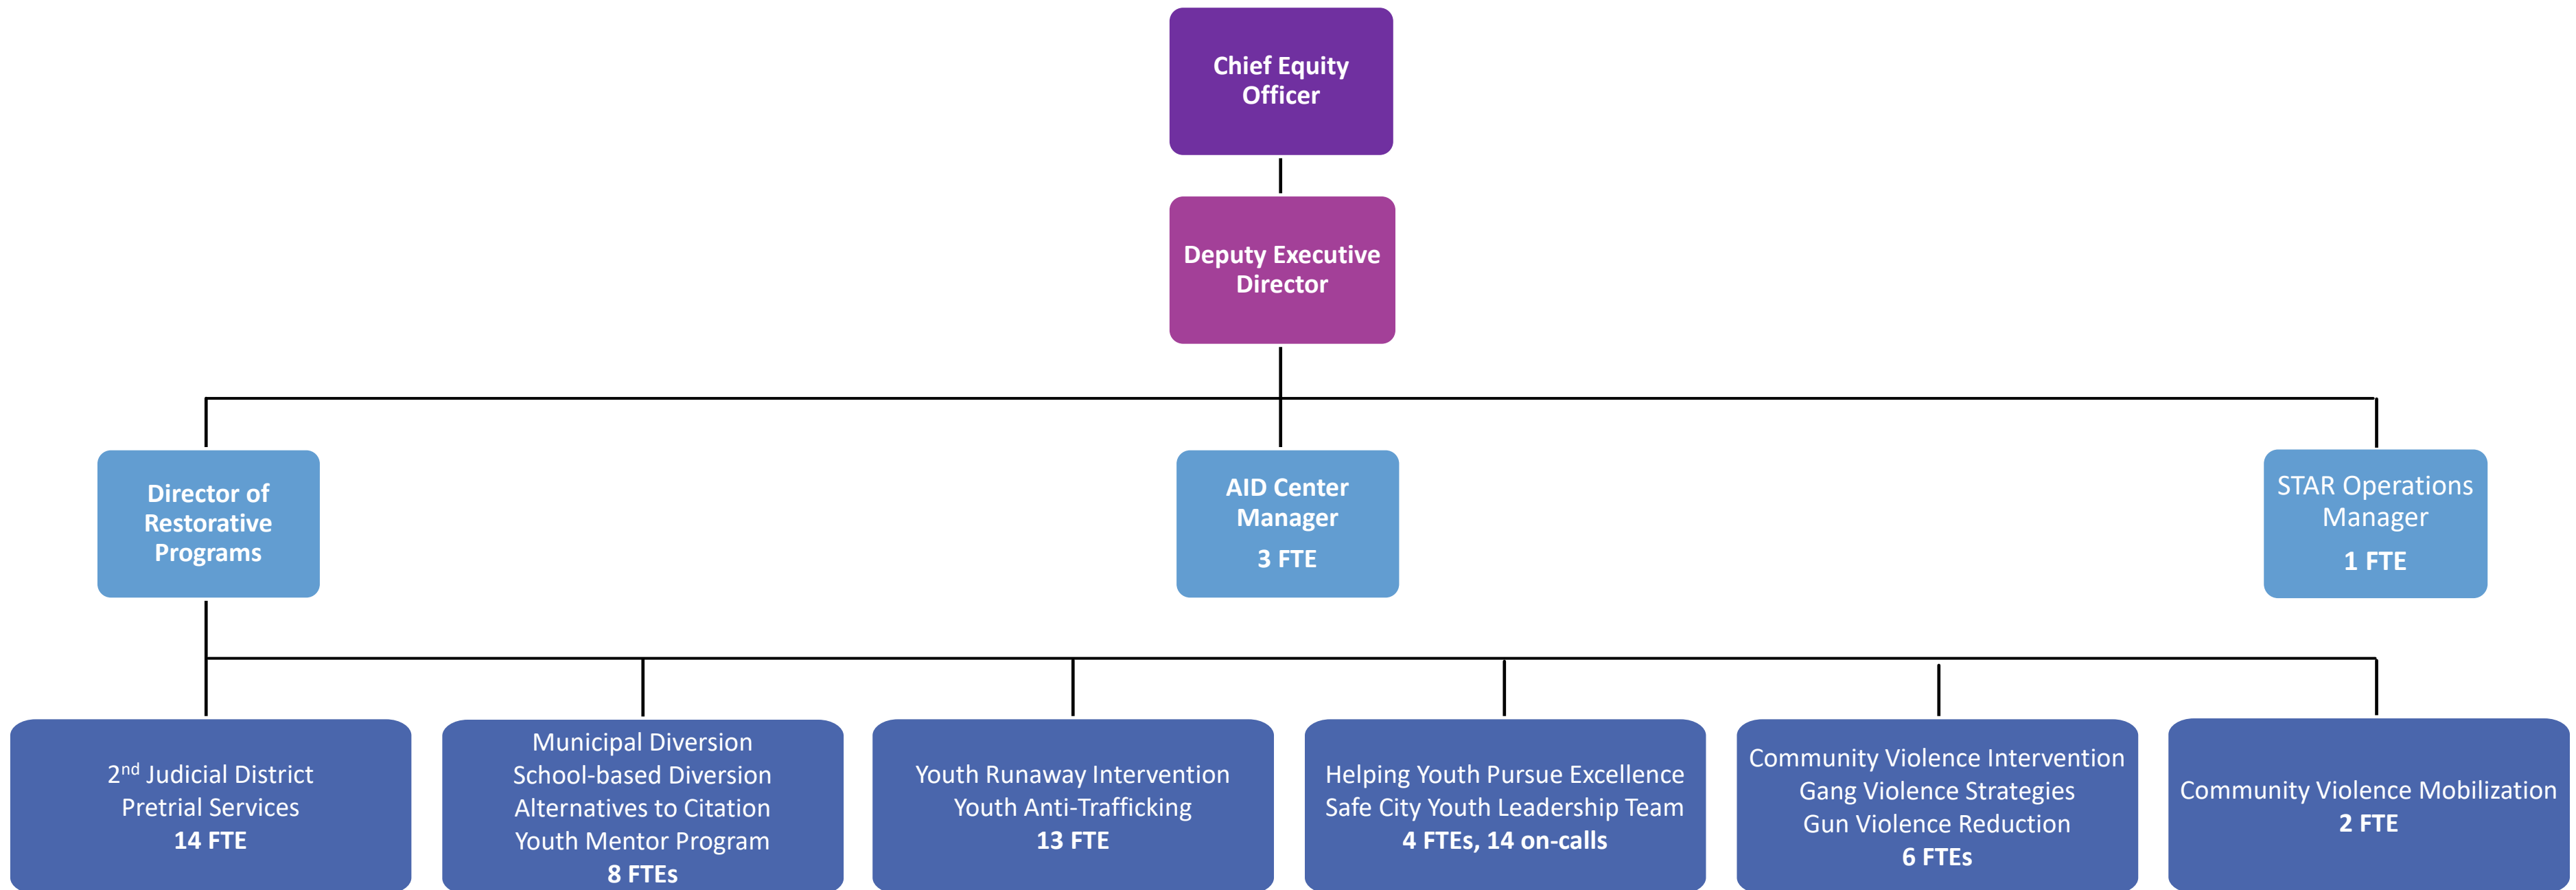 Chief Equity
Officer
Deputy Executive
Director
Director of
Restorative
Programs
AID Center
Manager
3 FTE
STAR Operations
Manager
1 FTE
2nd Judicial District
Pretrial Services
14 FTE
Municipal Diversion
School-based Diversion
Alternatives to Citation
Youth Mentor Program
8 FTEs
Youth Runaway Intervention
Youth Anti-Trafficking
13 FTE
Helping Youth Pursue Excellence
Safe City Youth Leadership Team
4 FTEs, 14 on-calls
Community Violence Intervention
Gang Violence Strategies
Gun Violence Reduction
6 FTEs
Community Violence Mobilization
2 FTE